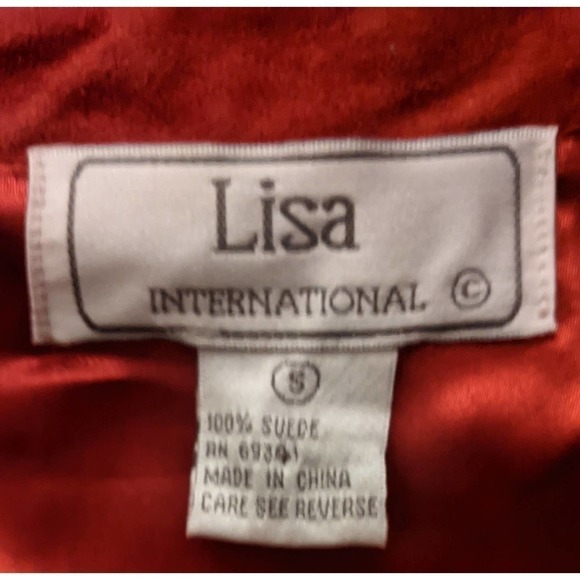 Lisa
INTERNATIONAL ©
S
100% SUEDE
RN
MADE IN CHINA
CARE SEE REVERSE